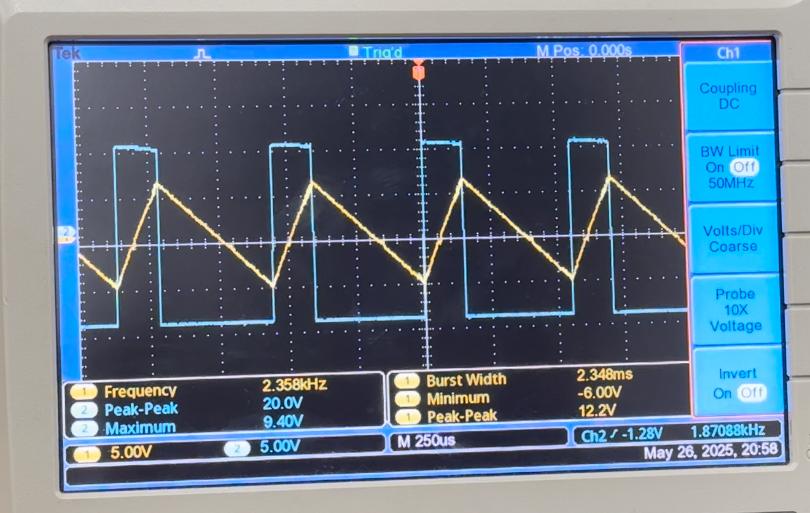 Tek
Trig'd
M Pos: 0.000s
Ch1
Coupling
DC
BW Limit
On Off
50MHz
Volts/Div
Coarse
Probe
10X
Voltage
Invert
On Off
2
1 Frequency 2.358kHz
2 Peak-Peak 20.0V
2 Maximum 9.40V
1 Burst Width 2.348ms
1 Minimum -6.00V
1 Peak-Peak 12.2V
1 5.00V 2 5.00V
M 250us
Ch2 -1.28V 1.87088kHz
May 26, 2025, 20:58